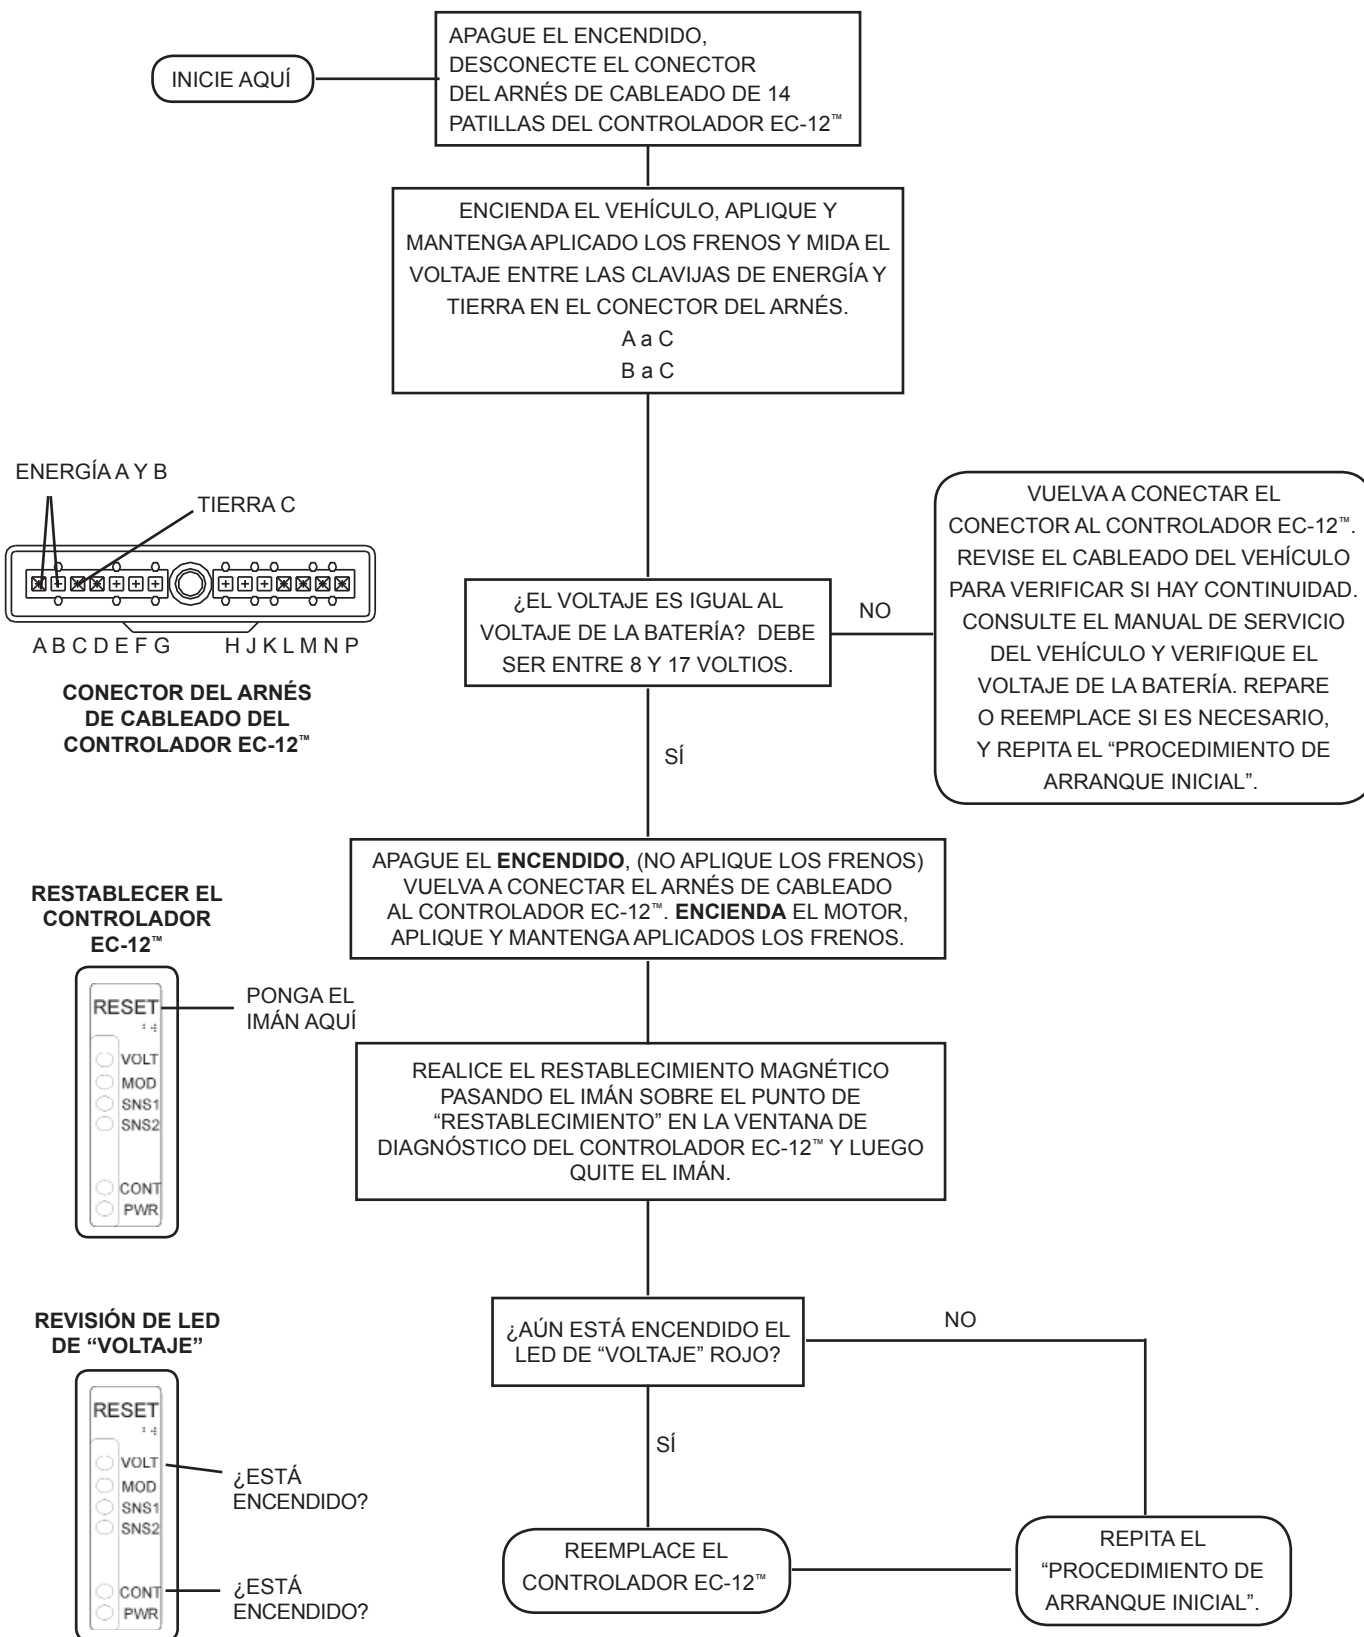 INICIE AQUÍ
APAGUE EL ENCENDIDO,
DESCONECTE EL CONECTOR
DEL ARNÉS DE CABLEADO DE 14
PATILLAS DEL CONTROLADOR EC-12™
ENCIENDA EL VEHÍCULO, APLIQUE Y
MANTENGA APLICADO LOS FRENOS Y MIDA EL
VOLTAJE ENTRE LAS CLAVIJAS DE ENERGÍA Y
TIERRA EN EL CONECTOR DEL ARNÉS.
A a C
B a C
ENERGÍA A Y B
TIERRA C
A B C D E F G H J K L M N P
CONECTOR DEL ARNÉS
DE CABLEADO DEL
CONTROLADOR EC-12™
¿EL VOLTAJE ES IGUAL AL
VOLTAJE DE LA BATERÍA? DEBE
SER ENTRE 8 Y 17 VOLTIOS.
NO
VUELVA A CONECTAR EL
CONECTOR AL CONTROLADOR EC-12™.
REVISE EL CABLEADO DEL VEHÍCULO
PARA VERIFICAR SI HAY CONTINUIDAD.
CONSULTE EL MANUAL DE SERVICIO
DEL VEHÍCULO Y VERIFIQUE EL
VOLTAJE DE LA BATERÍA. REPARE
O REEMPLACE SI ES NECESARIO,
Y REPITA EL “PROCEDIMIENTO DE
ARRANQUE INICIAL”.
SÍ
APAGUE EL ENCENDIDO, (NO APLIQUE LOS FRENOS)
VUELVA A CONECTAR EL ARNÉS DE CABLEADO
AL CONTROLADOR EC-12™. ENCIENDA EL MOTOR,
APLIQUE Y MANTENGA APLICADOS LOS FRENOS.
RESTABLECER EL
CONTROLADOR
EC-12™
RESET
VOLT
MOD
SNS1
SNS2
CONT
PWR
PONGA EL
IMÁN AQUÍ
REALICE EL RESTABLECIMIENTO MAGNÉTICO
PASANDO EL IMÁN SOBRE EL PUNTO DE
“RESTABLECIMIENTO” EN LA VENTANA DE
DIAGNÓSTICO DEL CONTROLADOR EC-12™ Y LUEGO
QUITE EL IMÁN.
REVISIÓN DE LED
DE “VOLTAJE”
RESET
VOLT
MOD
SNS1
SNS2
CONT
PWR
¿ESTÁ
ENCENDIDO?
¿ESTÁ
ENCENDIDO?
¿AÚN ESTÁ ENCENDIDO EL
LED DE “VOLTAJE” ROJO?
NO
SÍ
REEMPLACE EL
CONTROLADOR EC-12™
REPITA EL
“PROCEDIMIENTO DE
ARRANQUE INICIAL”.